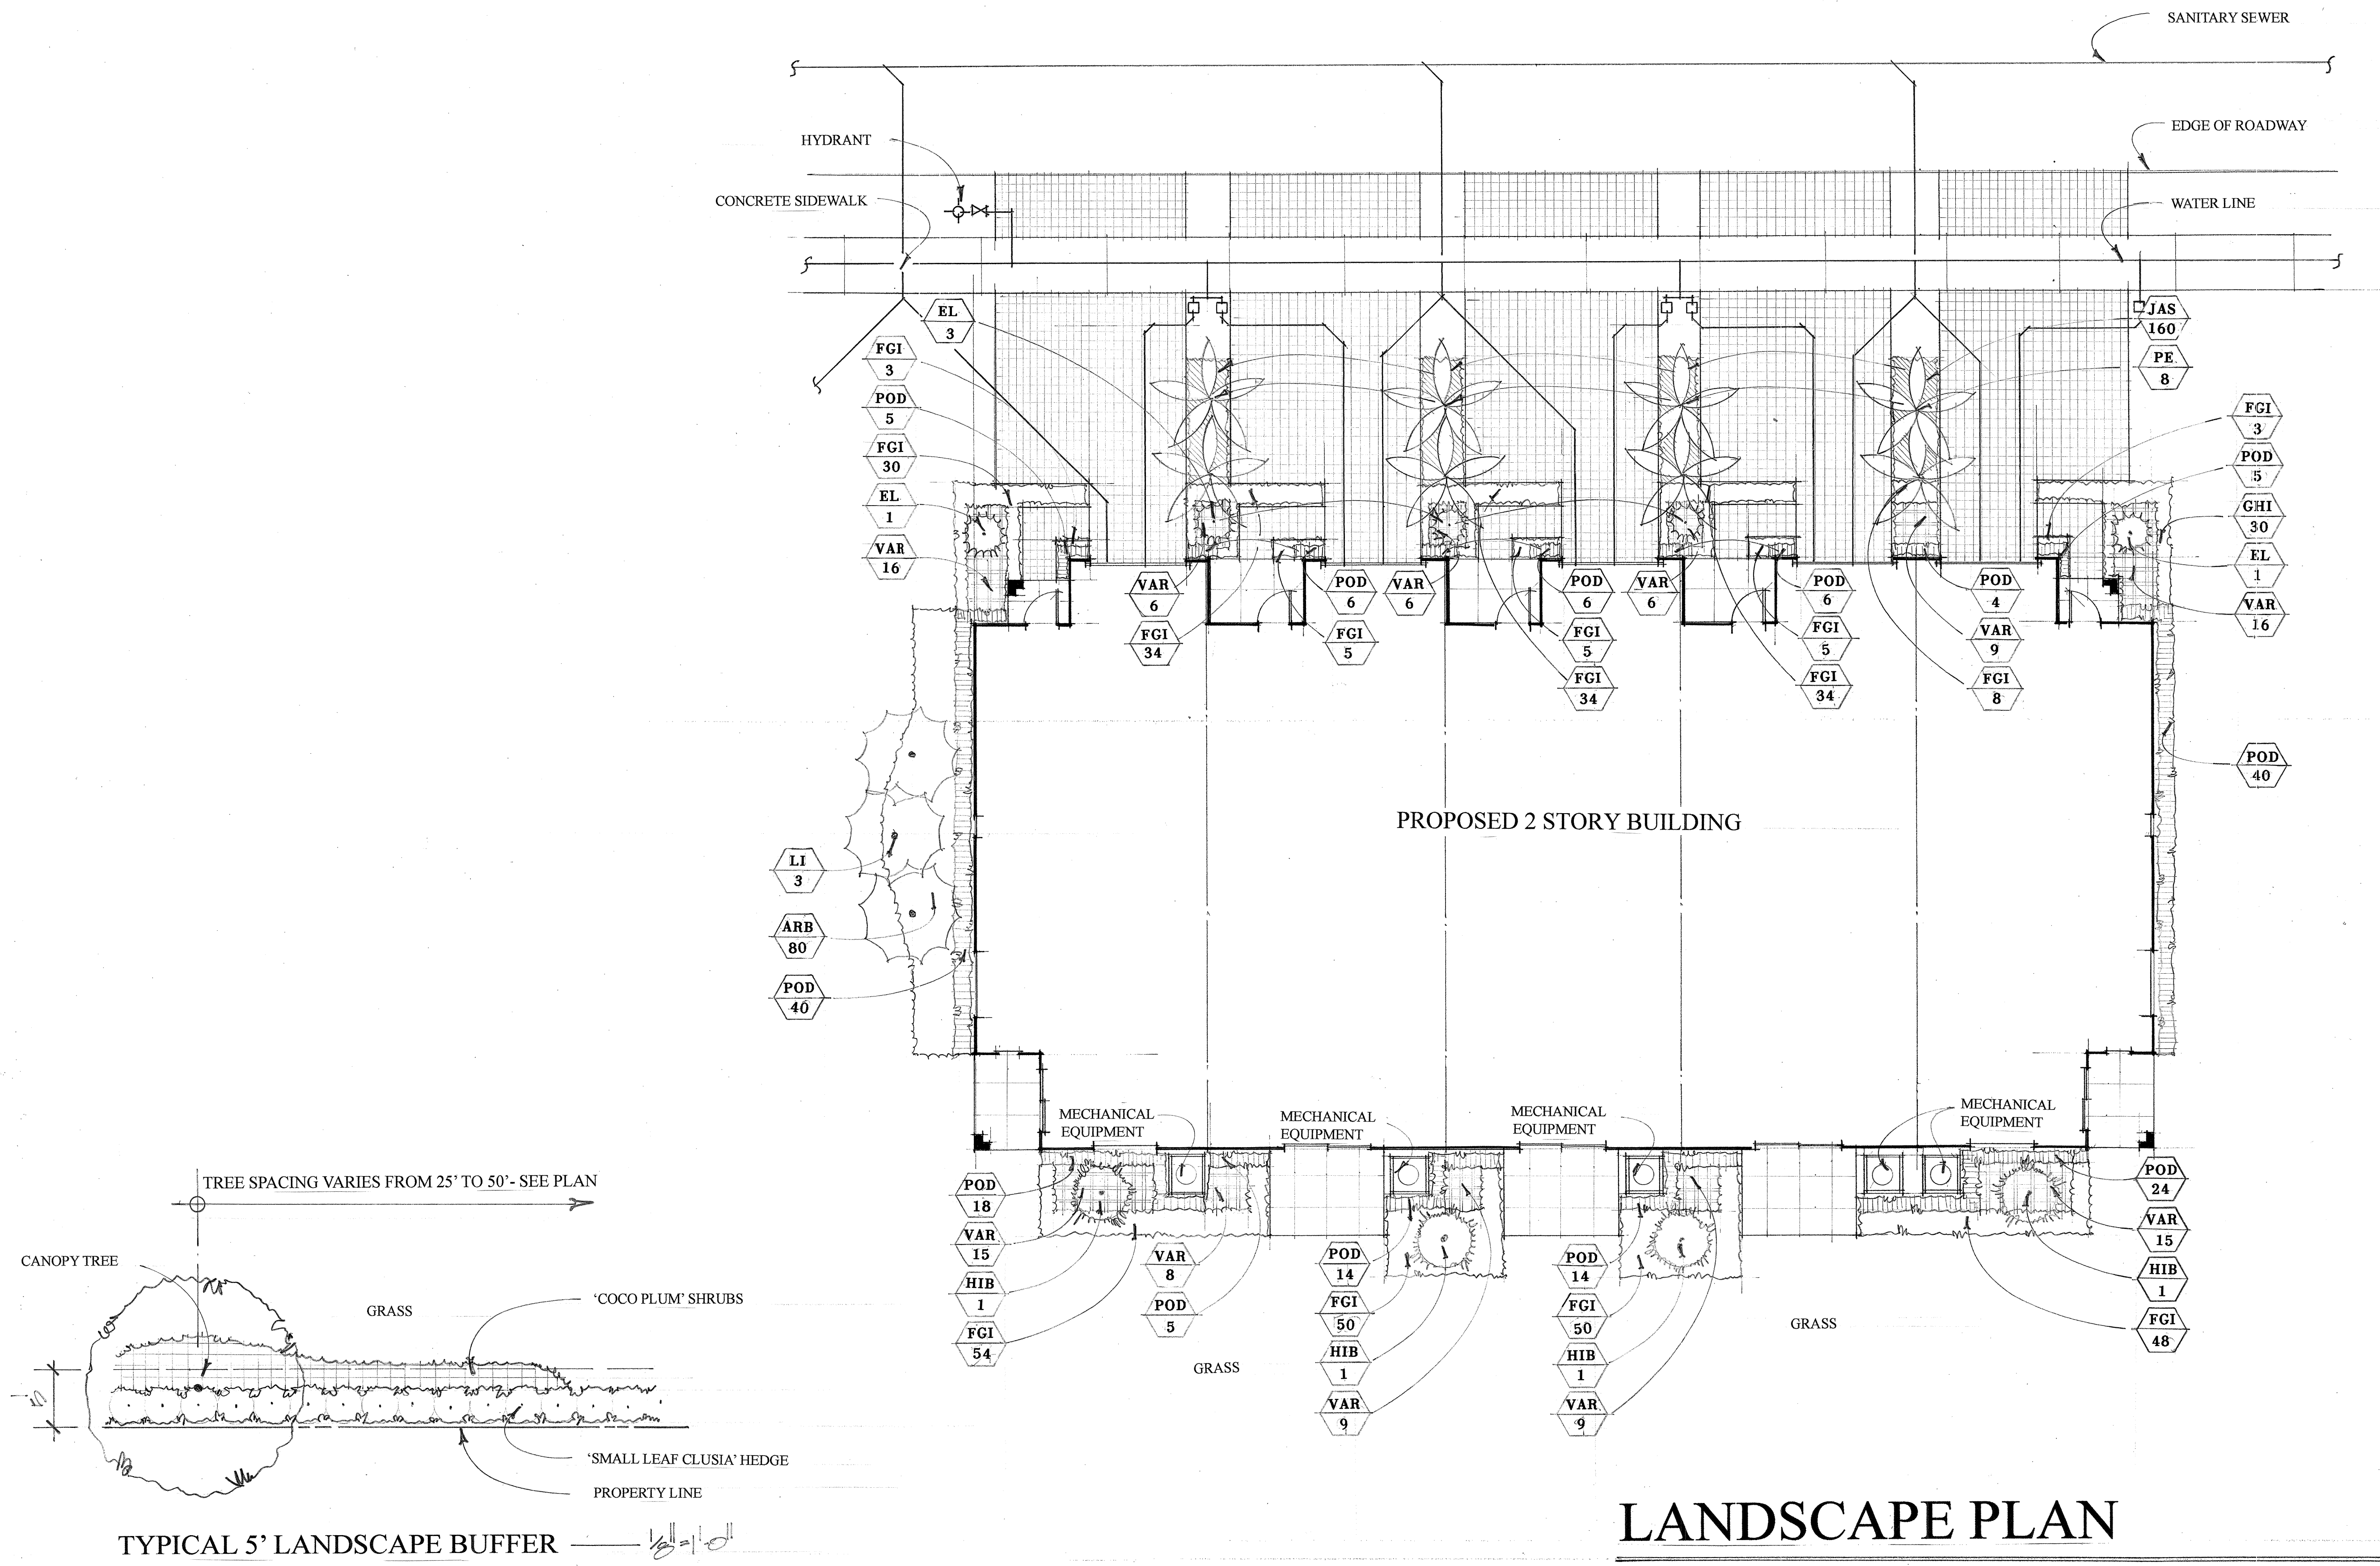 SANITARY SEWER
HYDRANT
EDGE OF ROADWAY
CONCRETE SIDEWALK
WATER LINE
EL
3
FGI
3
POD
5
FGI
30
EL
1
VAR
16
JAS
160
PE
8
FGI
3
POD
5
GHI
30
EL
1
VAR
16
VAR
6
FGI
34
POD
6
FGI
5
VAR
6
POD
6
FGI
5
FGI
34
VAR
6
POD
6
FGI
5
FGI
34
POD
4
VAR
9
FGI
8
POD
40
PROPOSED 2 STORY BUILDING
LI
3
ARB
80
POD
40
MECHANICAL
EQUIPMENT
MECHANICAL
EQUIPMENT
MECHANICAL
EQUIPMENT
MECHANICAL
EQUIPMENT
POD
18
VAR
15
HIB
1
FGI
54
VAR
8
POD
5
POD
14
FGI
50
HIB
1
VAR
9
POD
14
FGI
50
HIB
1
VAR
9
POD
24
VAR
15
HIB
1
FGI
48
GRASS
GRASS
TREE SPACING VARIES FROM 25' TO 50'- SEE PLAN
CANOPY TREE
GRASS
'COCO PLUM' SHRUBS
5'
'SMALL LEAF CLUSIA' HEDGE
PROPERTY LINE
TYPICAL 5' LANDSCAPE BUFFER
1/8"=1'-0"
LANDSCAPE PLAN